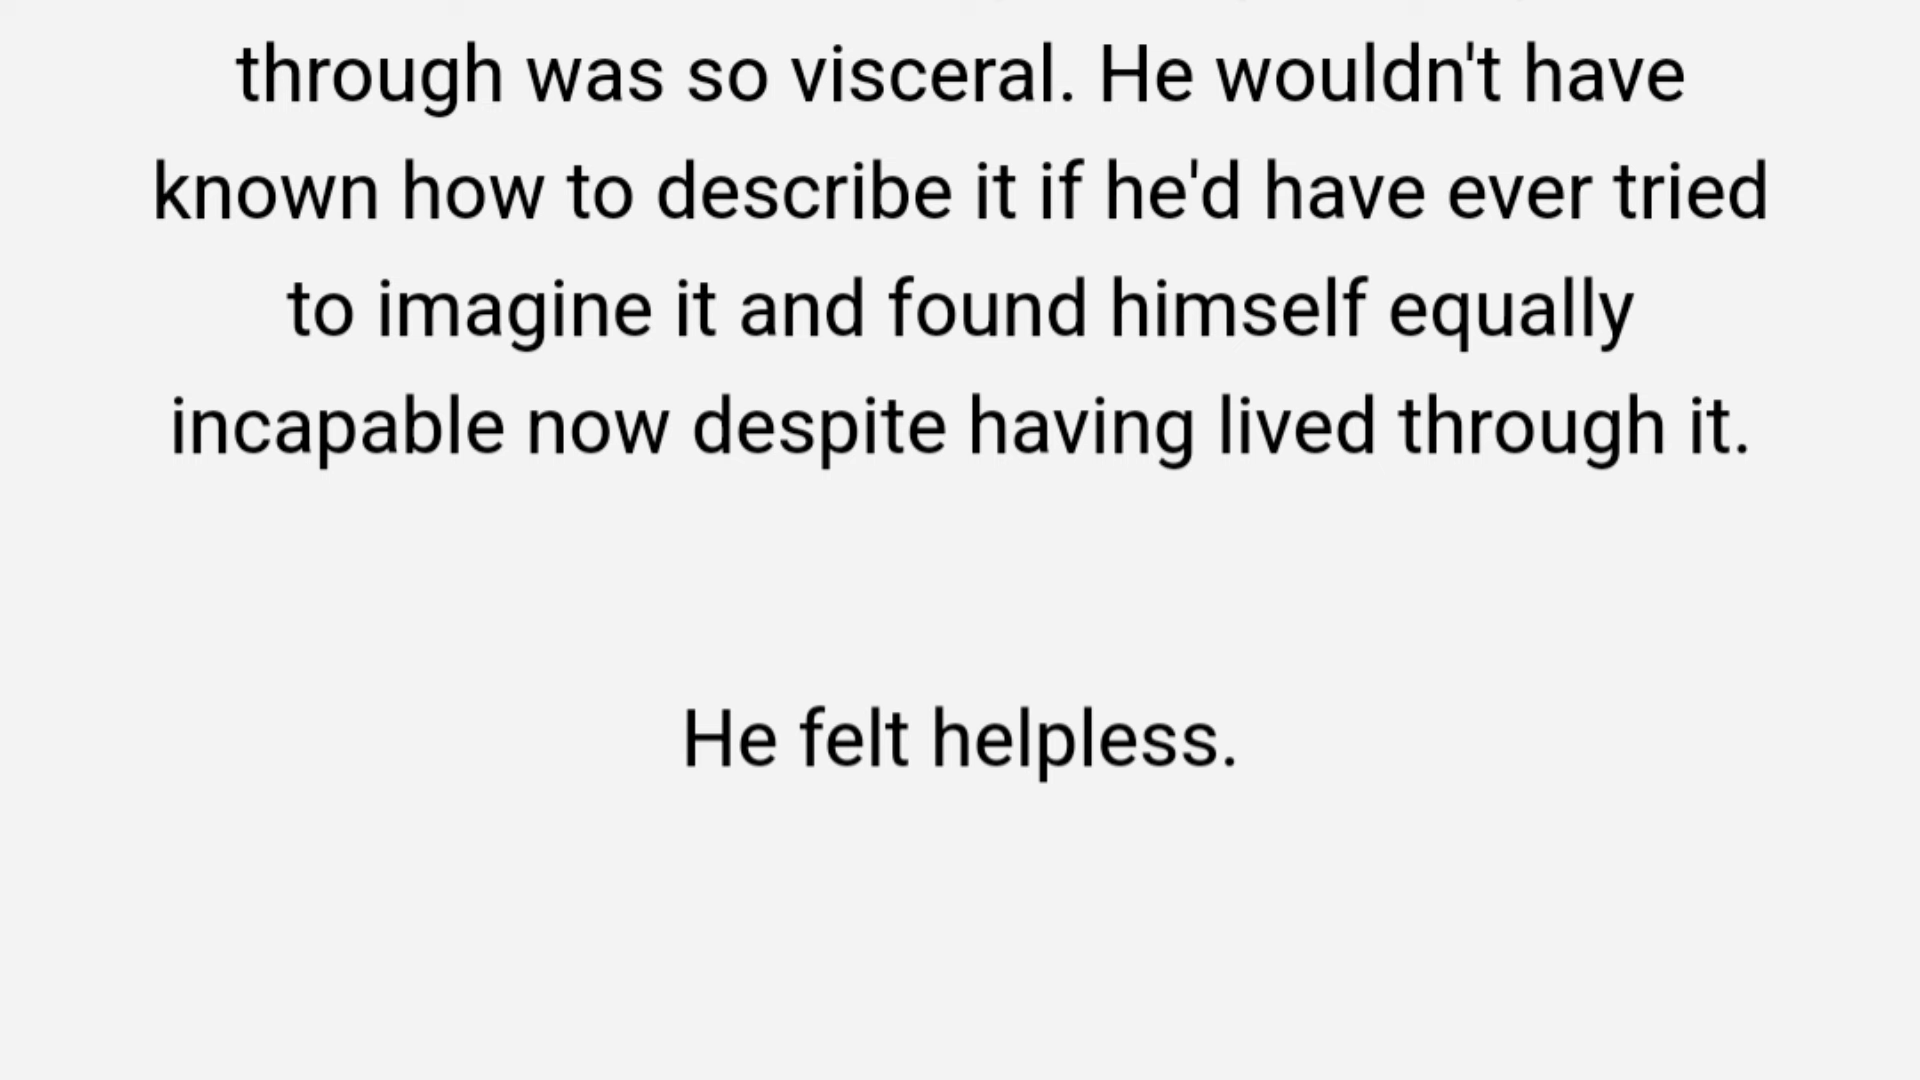 through was so visceral. He wouldn't have
known how to describe it if he'd have ever tried
to imagine it and found himself equally
incapable now despite having lived through it.
He felt helpless.